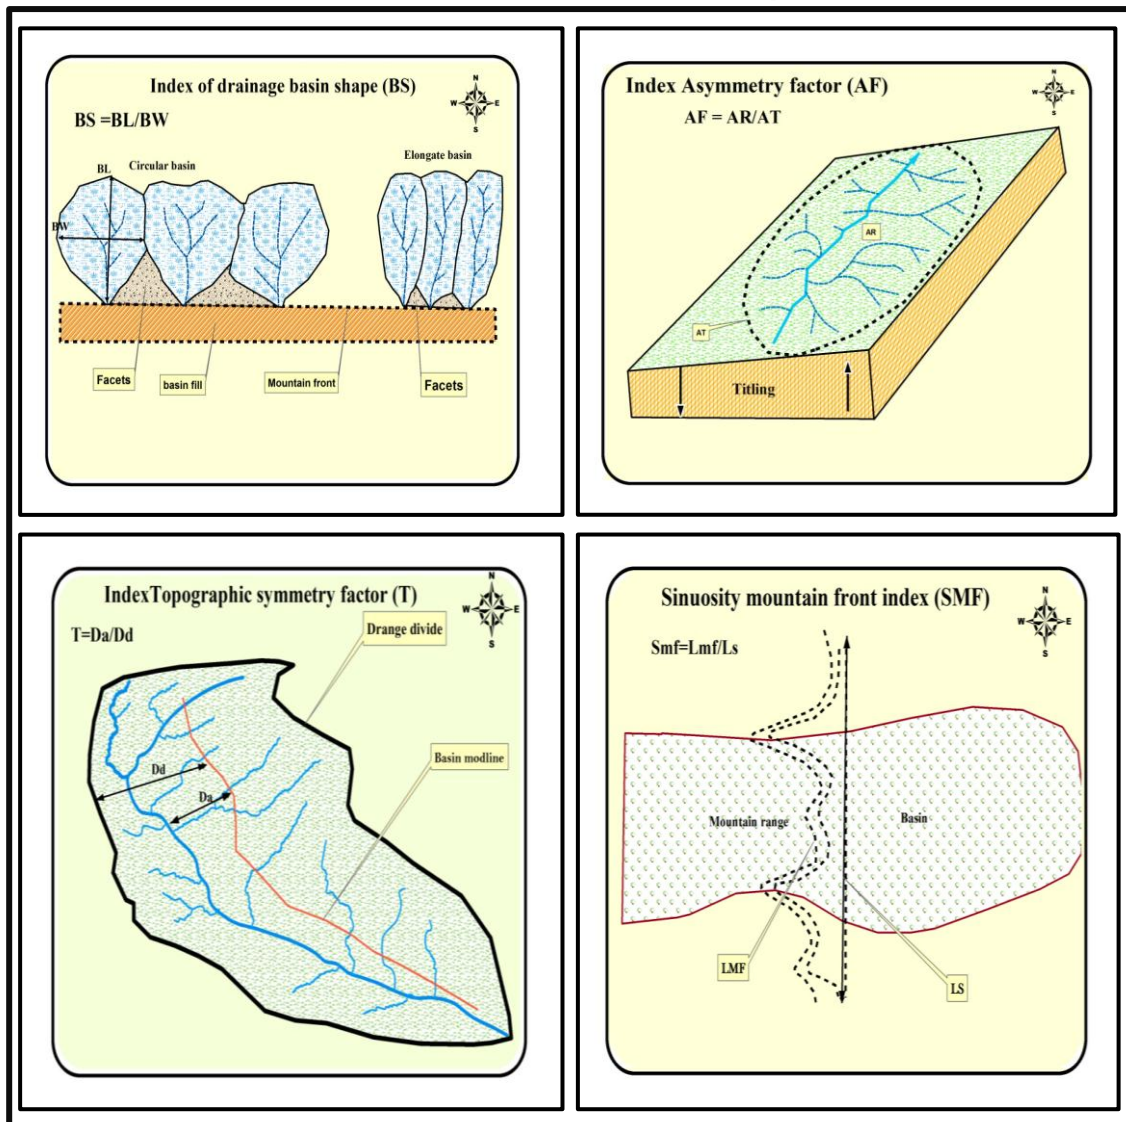 Index of drainage basin shape (BS)
N
W E
S
BS =BL/BW
BL
Circular basin
Elongate basin
BW
Facets
basin fill
Mountain front
Facets
Index Asymmetry factor (AF)
N
W E
S
AF = AR/AT
AR
AT
Titling
IndexTopographic symmetry factor (T)
N
W E
S
T=Da/Dd
Drange divide
Dd
Da
Basin modline
Sinuosity mountain front index (SMF)
N
W E
S
Smf=Lmf/Ls
Mountain range
Basin
LMF
LS